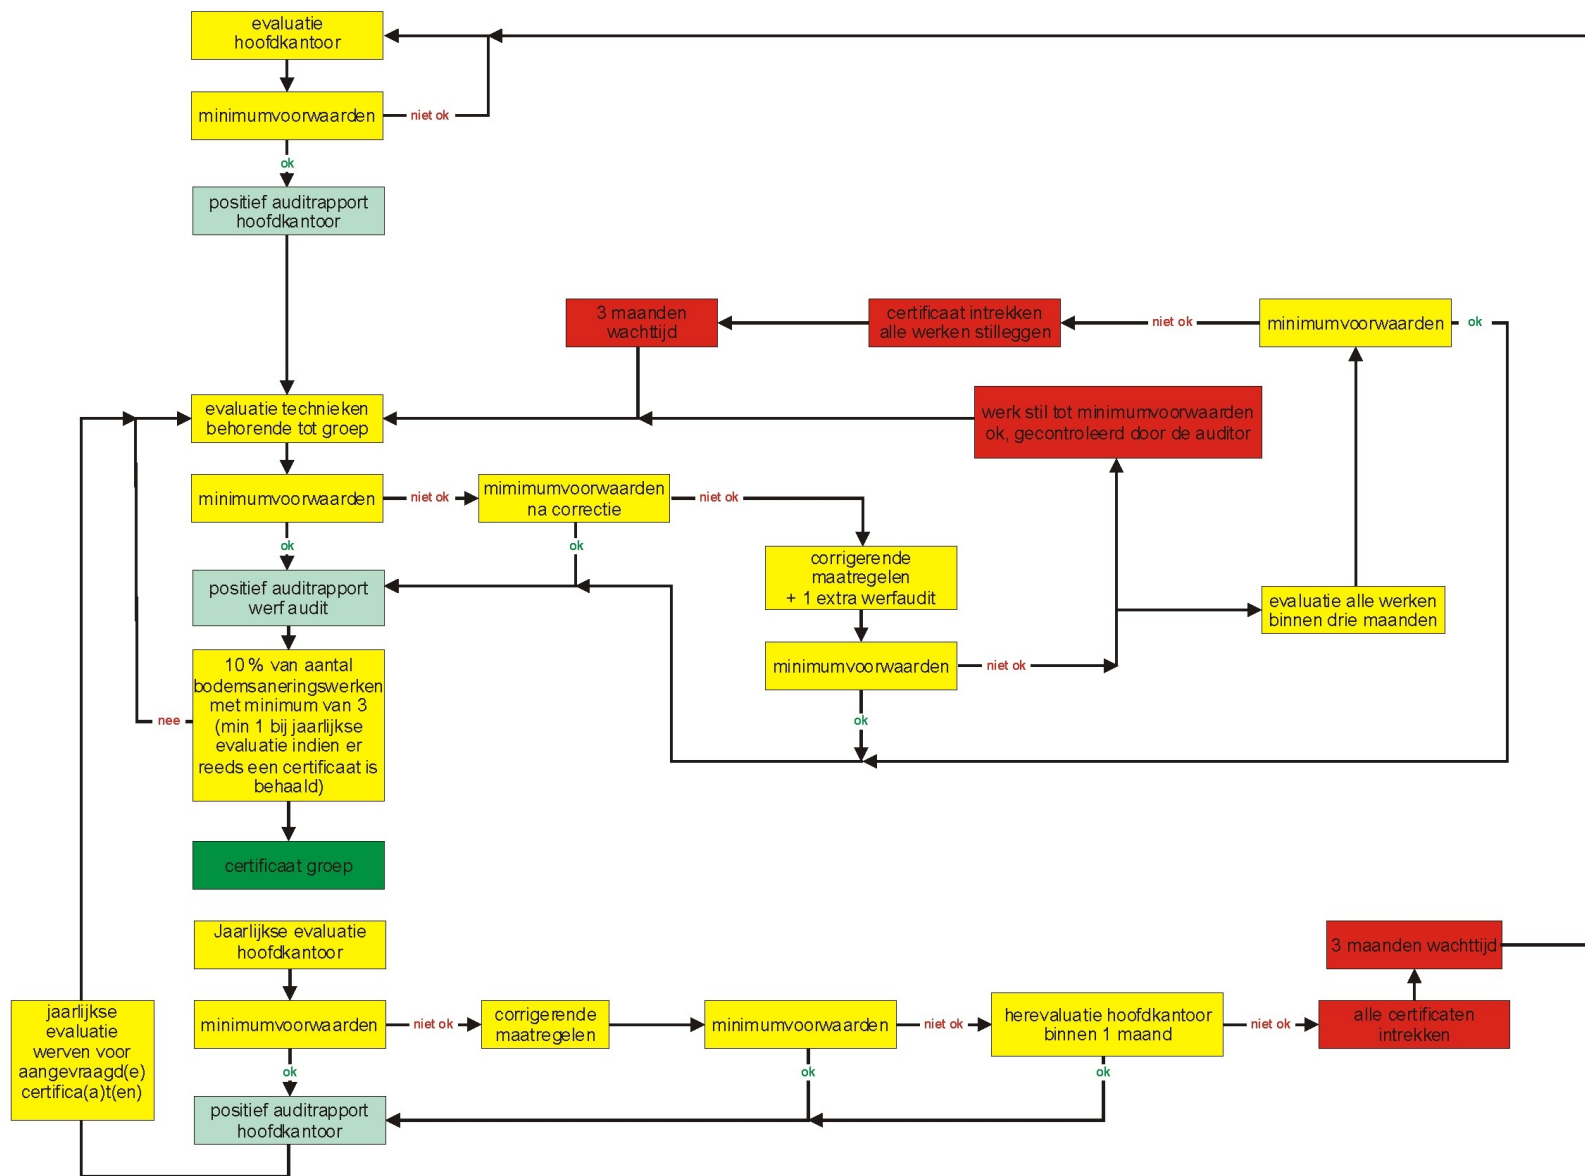 evaluatie
hoofdkantoor
minimumvoorwaarden
niet ok
ok
positief auditrapport
hoofdkantoor
3 maanden
wachttijd
certificaat intrekken
alle werken stilleggen
niet ok
minimumvoorwaarden
ok
evaluatie technieken
behorende tot groep
werk stil tot minimumvoorwaarden
ok, gecontroleerd door de auditor
minimumvoorwaarden
niet ok
mimimumvoorwaarden
na correctie
niet ok
ok
ok
positief auditrapport
werf audit
corrigerende
maatregelen
+ 1 extra werfaudit
evaluatie alle werken
binnen drie maanden
minimumvoorwaarden
niet ok
ok
10 % van aantal
bodemsaneringswerken
met minimum van 3
(min 1 bij jaarlijkse
evaluatie indien er
reeds een certificaat is
behaald)
nee
certificaat groep
Jaarlijkse evaluatie
hoofdkantoor
3 maanden wachttijd
jaarlijkse
evaluatie
werven voor
aangevraagd(e)
certifica(a)t(en)
minimumvoorwaarden
niet ok
corrigerende
maatregelen
minimumvoorwaarden
niet ok
herevaluatie hoofdkantoor
binnen 1 maand
niet ok
alle certificaten
intrekken
ok
ok
ok
positief auditrapport
hoofdkantoor